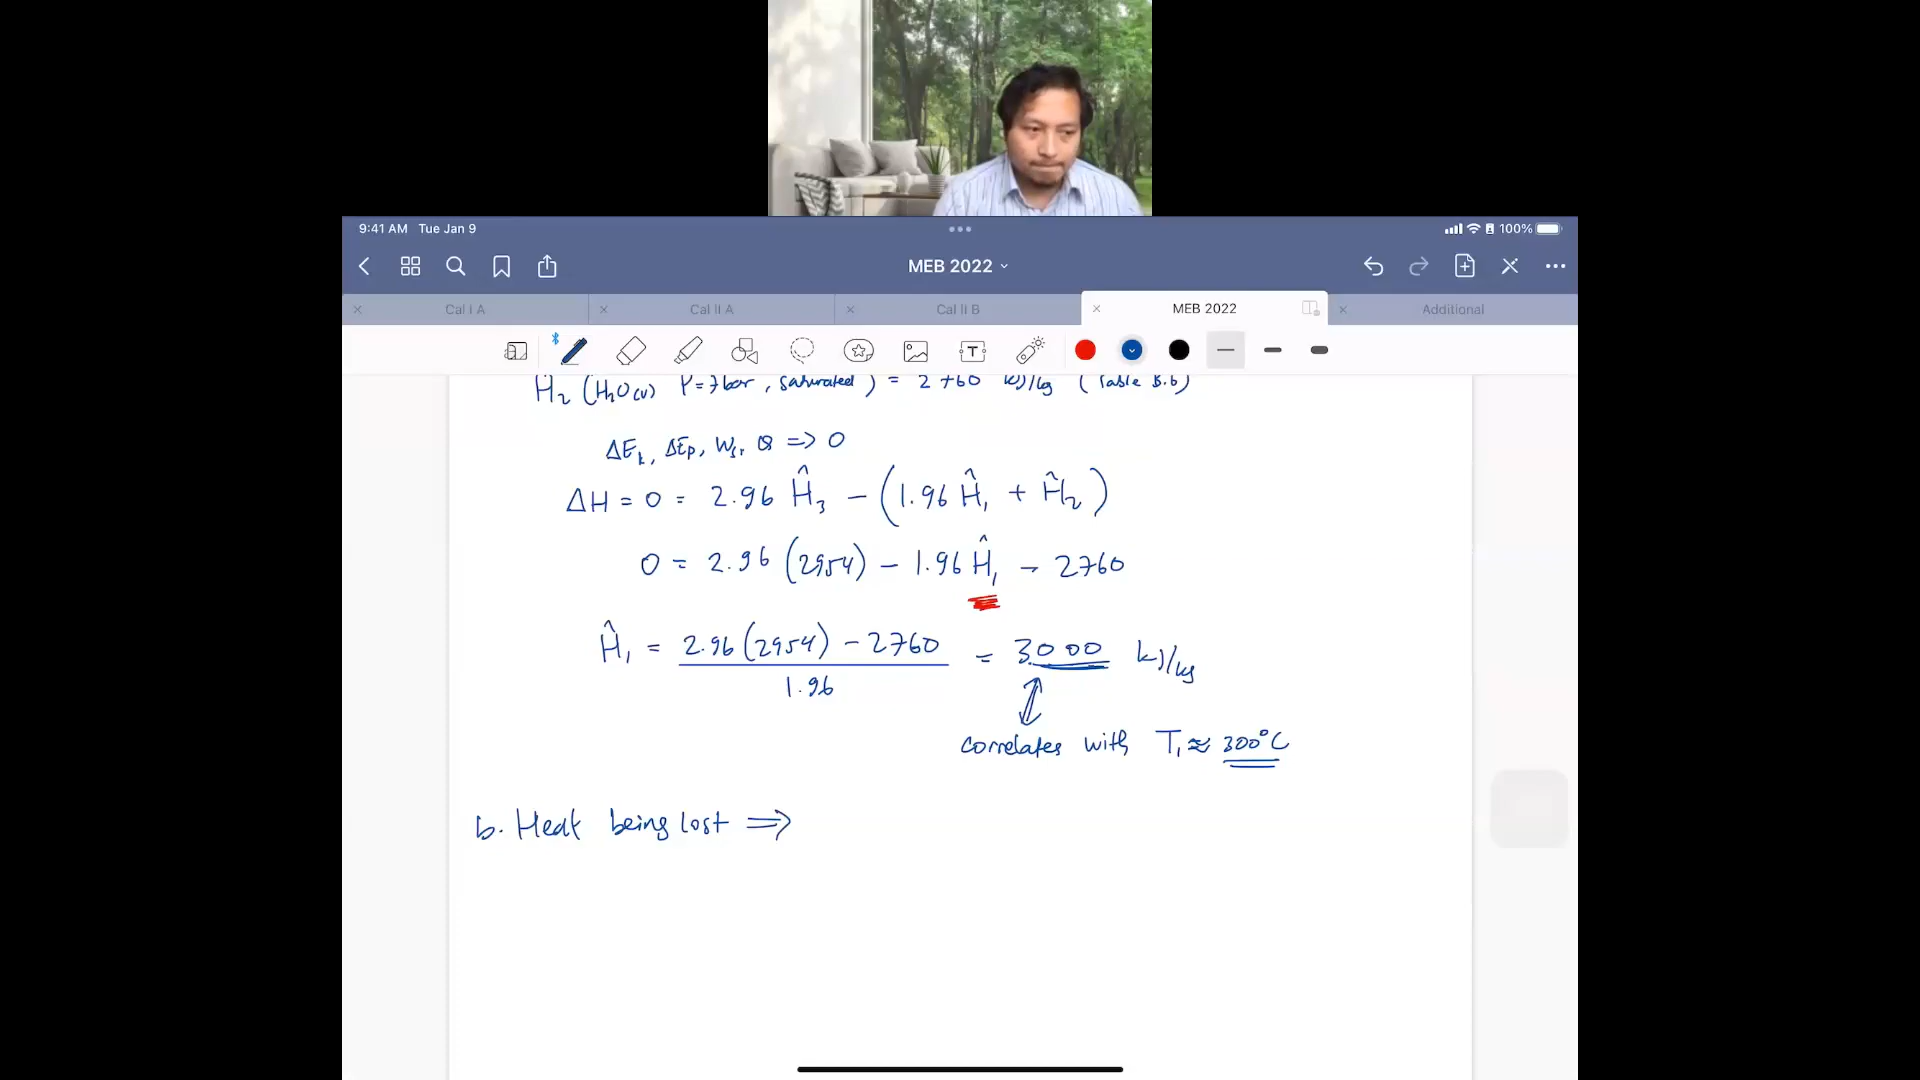 9:41 AM Tue Jan 9
100%
MEB 2022
Cal I A
Cal II A
Cal II B
MEB 2022
Additional
Ĥ₂ (H₂O(v) P=7bar, saturated) = 2760 kJ/kg (Table B.6)
ΔEₖ, ΔEₚ, Wₛ, Q => 0
ΔH = 0 = 2.96 Ĥ₃ − (1.96 Ĥ₁ + Ĥ₂)
0 = 2.96 (2954) − 1.96 Ĥ₁ − 2760
Ĥ₁ = 2.96(2954) − 2760 / 1.96 = 3000 kJ/kg
correlates with T₁ ≈ 300°C
b. Heat being lost ⇒